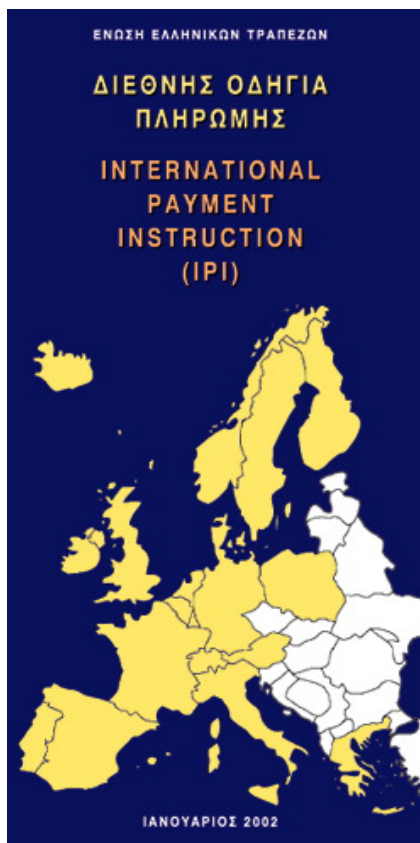 ΕΝΩΣΗ ΕΛΛΗΝΙΚΩΝ ΤΡΑΠΕΖΩΝ
ΔΙΕΘΝΗΣ ΟΔΗΓΙΑ
ΠΛΗΡΩΜΗΣ
INTERNATIONAL
PAYMENT
INSTRUCTION
(IPI)
ΙΑΝΟΥΑΡΙΟΣ 2002